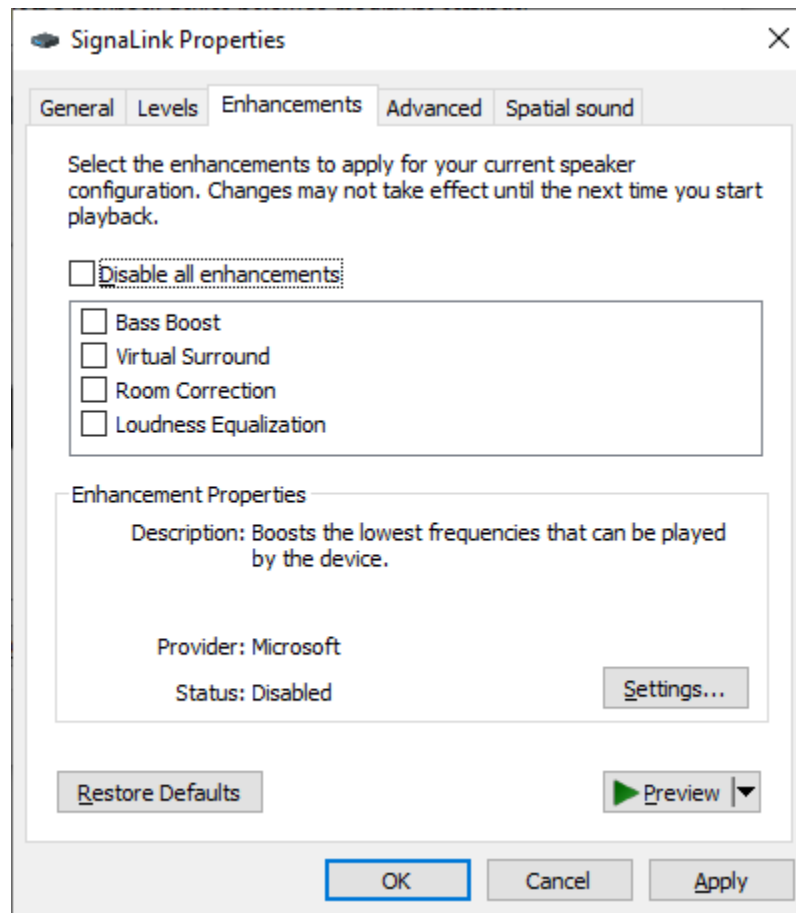 SignaLink Properties
General Levels Enhancements Advanced Spatial sound
Select the enhancements to apply for your current speaker
configuration. Changes may not take effect until the next time you start
playback.
Disable all enhancements
Bass Boost
Virtual Surround
Room Correction
Loudness Equalization
Enhancement Properties
Description: Boosts the lowest frequencies that can be played
by the device.
Provider: Microsoft
Status: Disabled
Settings...
Restore Defaults
Preview
OK Cancel Apply